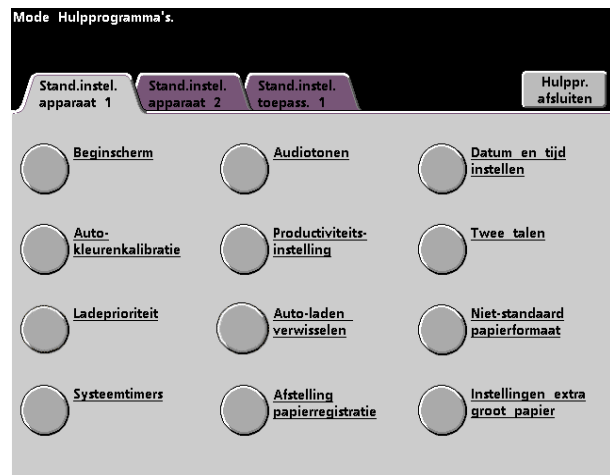 Mode Hulpprogramma's.
Stand.instel.
apparaat 1
Stand.instel.
apparaat 2
Stand.instel.
toepass. 1
Hulppr.
afsluiten
Beginscherm
Audiotonen
Datum en tijd
instellen
Auto-
kleurenkalibratie
Productiviteits-
instelling
Twee talen
Ladeprioriteit
Auto-laden
verwisselen
Niet-standaard
papierformaat
Systeemtimers
Afstelling
papierregistratie
Instellingen extra
groot papier